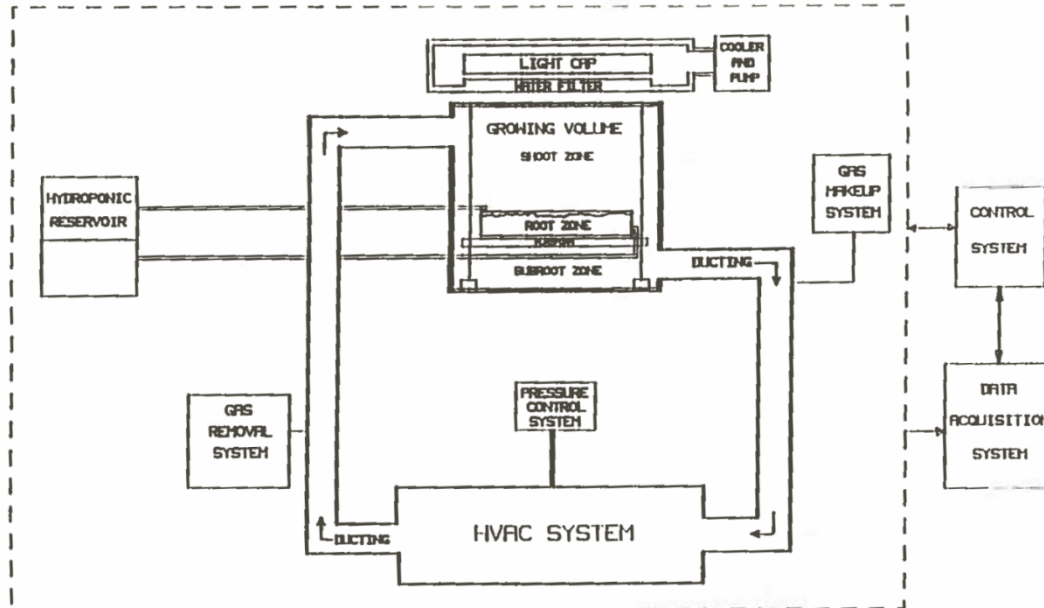 COOLER
AND
PUMP
LIGHT CAP
WATER FILTER
GROWING VOLUME
SHOOT ZONE
HYDROPONIC
RESERVOIR
GAS
MAKEUP
SYSTEM
CONTROL
SYSTEM
ROOT ZONE
SUBROOT ZONE
DUCTING
PRESSURE
CONTROL
SYSTEM
GAS
REMOVAL
SYSTEM
DATA
ACQUISITION
SYSTEM
DUCTING
HVAC SYSTEM